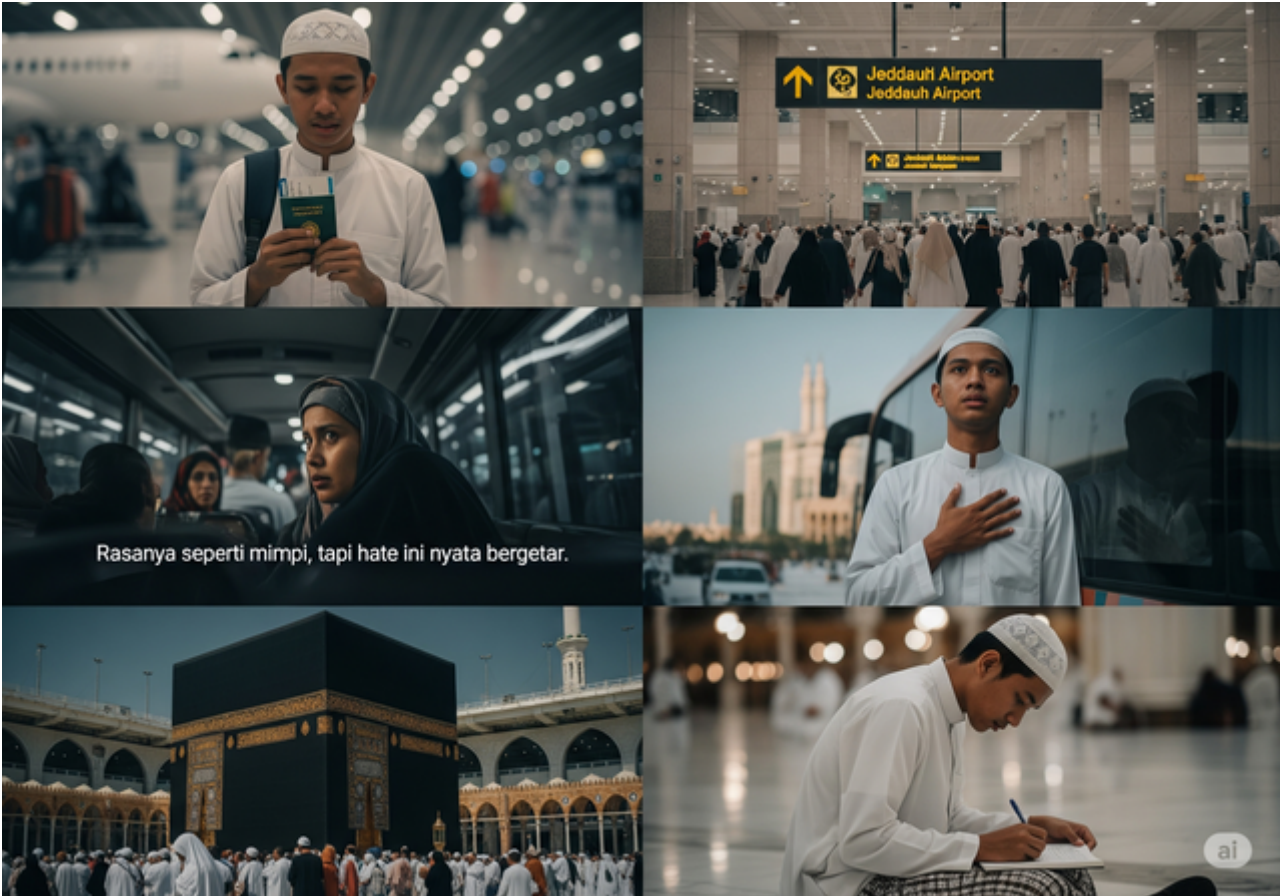 Jeddauh Airport
Jeddauh Airport
Rasanya seperti mimpi, tapi hate ini nyata bergetar.
ai